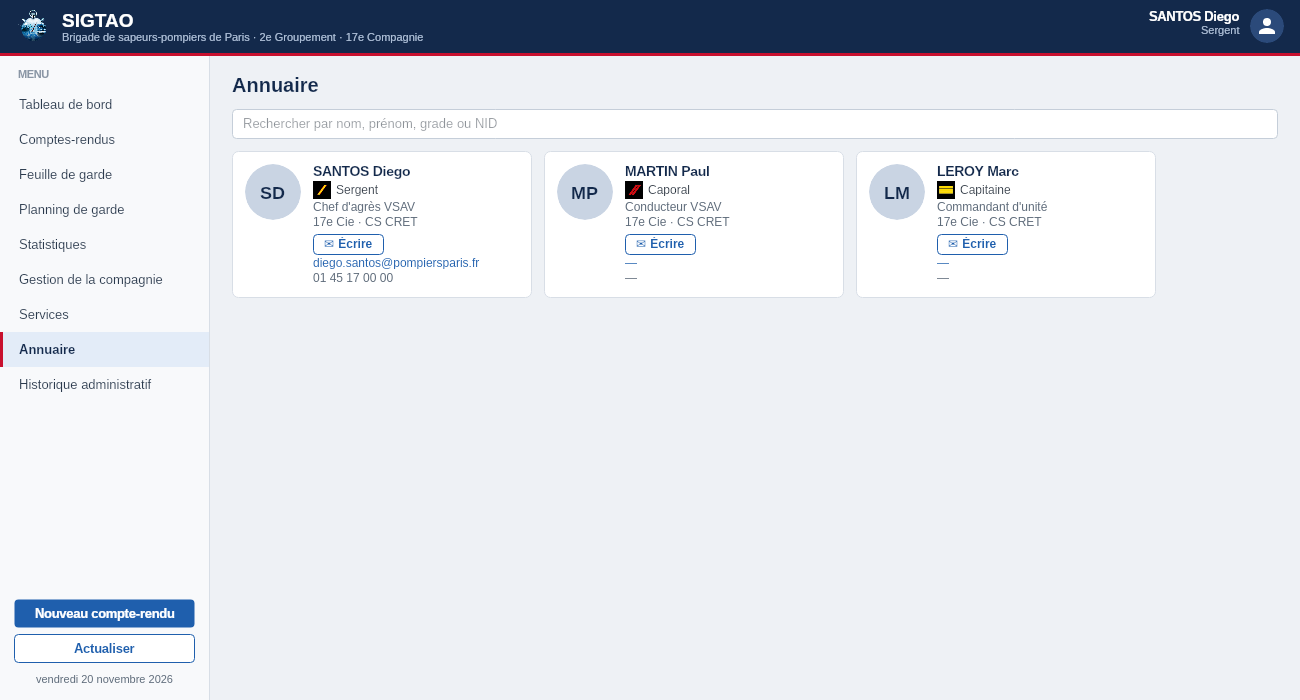 SIGTAO
Brigade de sapeurs-pompiers de Paris · 2e Groupement · 17e Compagnie
SANTOS Diego
Sergent
MENU
Tableau de bord
Comptes-rendus
Feuille de garde
Planning de garde
Statistiques
Gestion de la compagnie
Services
Annuaire
Historique administratif
Nouveau compte-rendu
Actualiser
vendredi 20 novembre 2026
Annuaire
Rechercher par nom, prénom, grade ou NID
SD
SANTOS Diego
Sergent
Chef d'agrès VSAV
17e Cie · CS CRET
✉ Écrire
diego.santos@pompiersparis.fr
01 45 17 00 00
MP
MARTIN Paul
Caporal
Conducteur VSAV
17e Cie · CS CRET
✉ Écrire
—
—
LM
LEROY Marc
Capitaine
Commandant d'unité
17e Cie · CS CRET
✉ Écrire
—
—